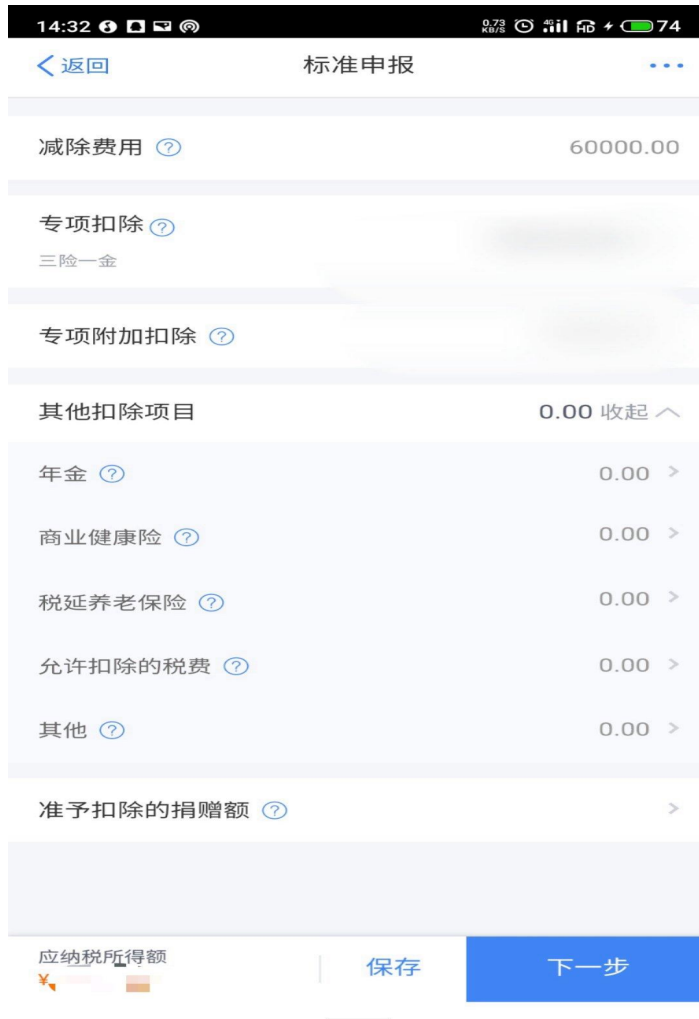 14:32
0.73 KB/S 4G HD 74
返回
标准申报
减除费用 ? 60000.00
专项扣除 ?
三险一金
专项附加扣除 ?
其他扣除项目 0.00 收起
年金 ? 0.00 >
商业健康险 ? 0.00 >
税延养老保险 ? 0.00 >
允许扣除的税费 ? 0.00 >
其他 ? 0.00 >
准予扣除的捐赠额 ? >
应纳税所得额
¥
保存
下一步